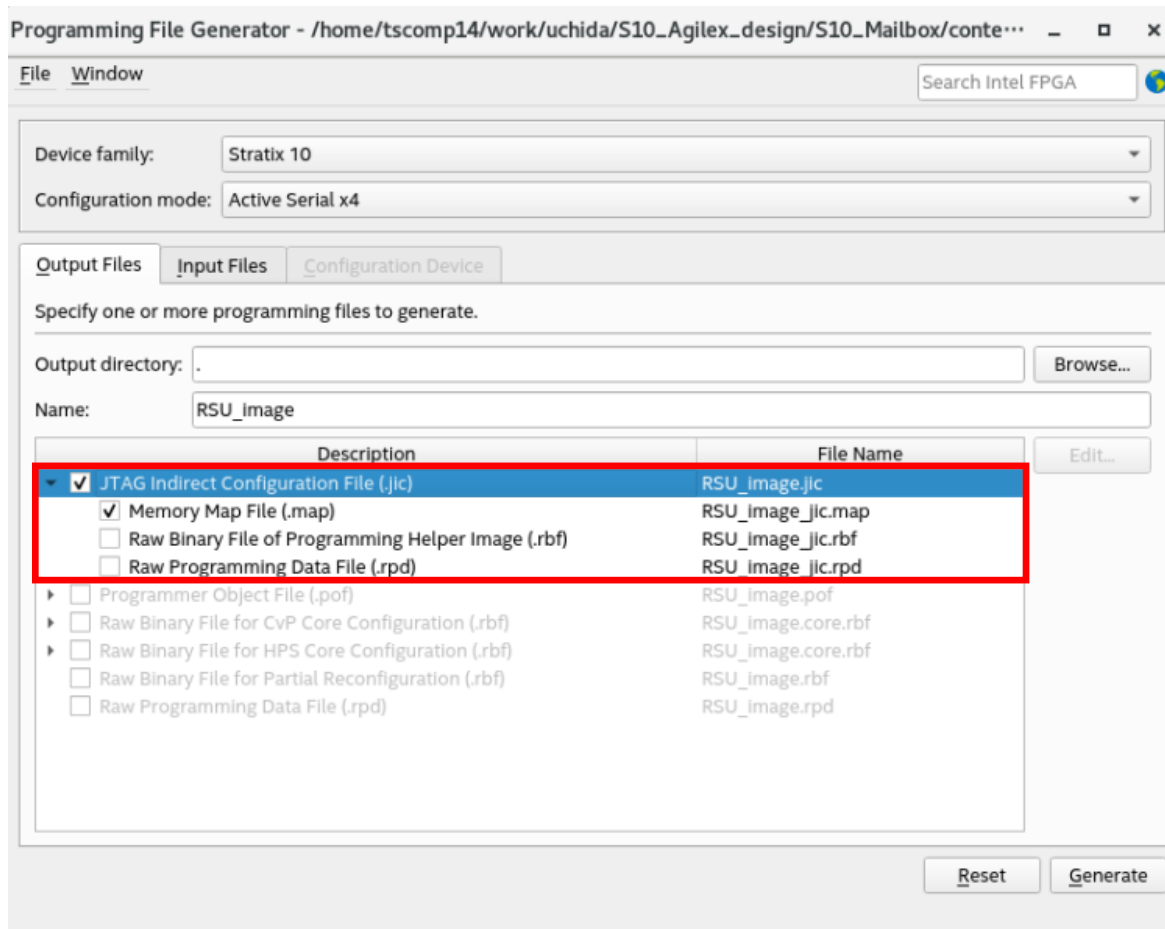 Programming File Generator - /home/tscomp14/work/uchida/S10_Agilex_design/S10_Mailbox/conte⋯
File Window
Search Intel FPGA
Device family: Stratix 10
Configuration mode: Active Serial x4
Output Files Input Files Configuration Device
Specify one or more programming files to generate.
Output directory: . Browse...
Name: RSU_image
Description File Name Edit...
JTAG Indirect Configuration File (.jic) RSU_image.jic
Memory Map File (.map) RSU_image_jic.map
Raw Binary File of Programming Helper Image (.rbf) RSU_image_jic.rbf
Raw Programming Data File (.rpd) RSU_image_jic.rpd
Programmer Object File (.pof) RSU_image.pof
Raw Binary File for CvP Core Configuration (.rbf) RSU_image.core.rbf
Raw Binary File for HPS Core Configuration (.rbf) RSU_image.core.rbf
Raw Binary File for Partial Reconfiguration (.rbf) RSU_image.rbf
Raw Programming Data File (.rpd) RSU_image.rpd
Reset Generate